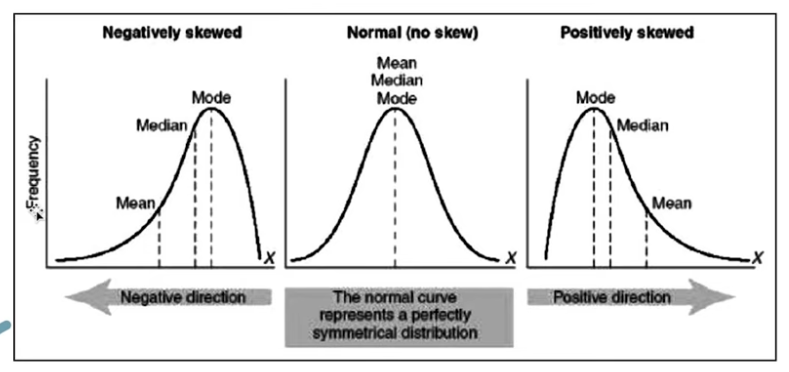 Negatively skewed
Normal (no skew)
Positively skewed
Mean
Median
Mode
Mode
Median
Mean
Mode
Median
Mean
Frequency
X
X
X
Negative direction
The normal curve
represents a perfectly
symmetrical distribution
Positive direction